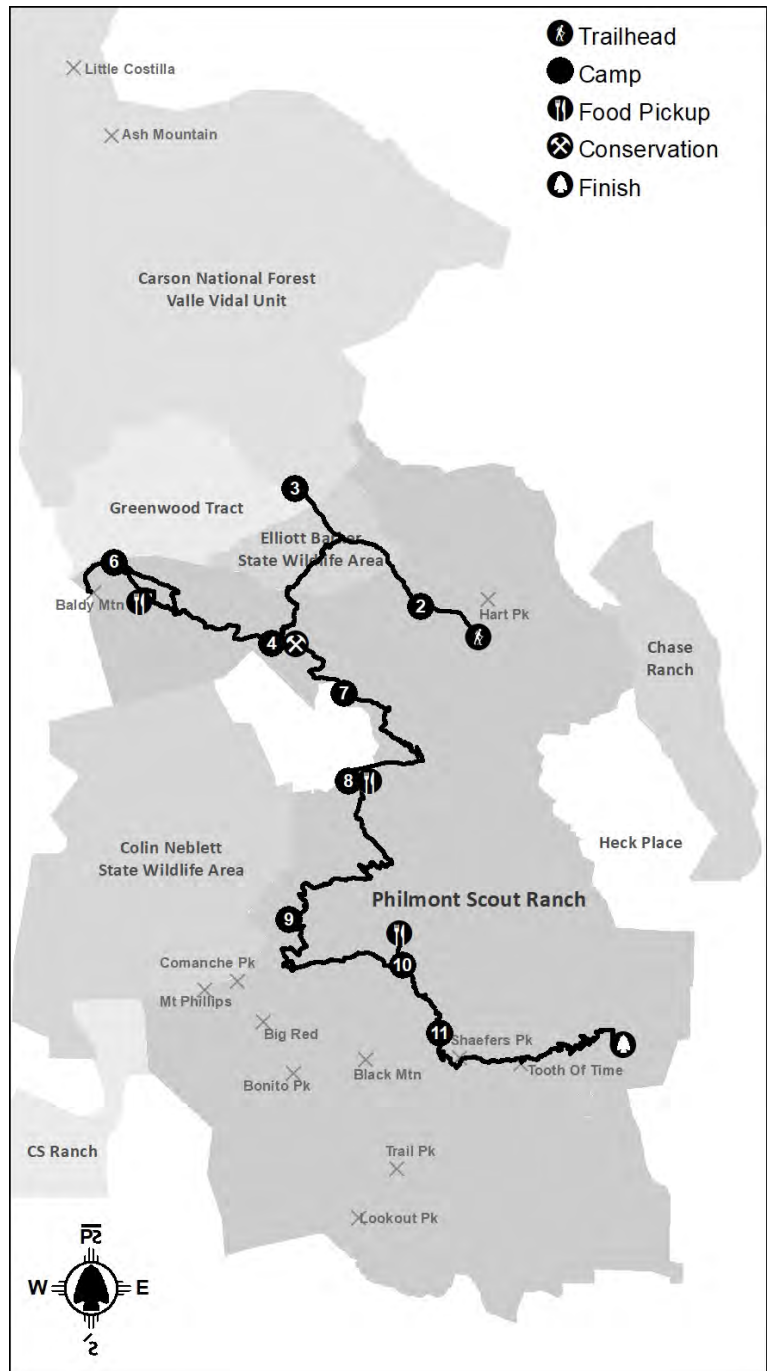 Trailhead
Camp
Food Pickup
Conservation
Finish
Little Costilla
Ash Mountain
Carson National Forest
Valle Vidal Unit
3
Greenwood Tract
Elliott Barker
State Wildlife Area
6
Baldy Mtn
2
Hart Pk
4
Chase
Ranch
7
8
Heck Place
Colin Neblett
State Wildlife Area
Philmont Scout Ranch
9
10
Comanche Pk
Mt Phillips
Big Red
11
Shaefers Pk
Black Mtn
Tooth Of Time
Bonito Pk
CS Ranch
Trail Pk
Lookout Pk
W
E